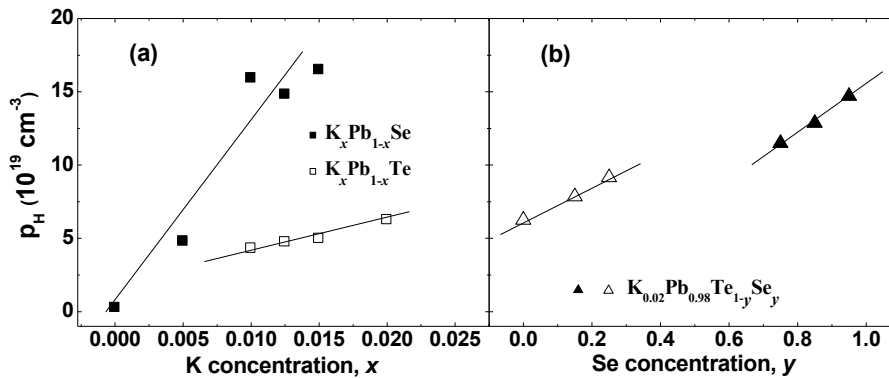 (a)
(b)
20
15
10
5
0
p_H (10^19 cm^-3)
K_xPb_1-xSe
K_xPb_1-xTe
K_0.02Pb_0.98Te_1-ySe_y
0.000 0.005 0.010 0.015 0.020 0.025
0.0 0.2 0.4 0.6 0.8 1.0
K concentration, x
Se concentration, y